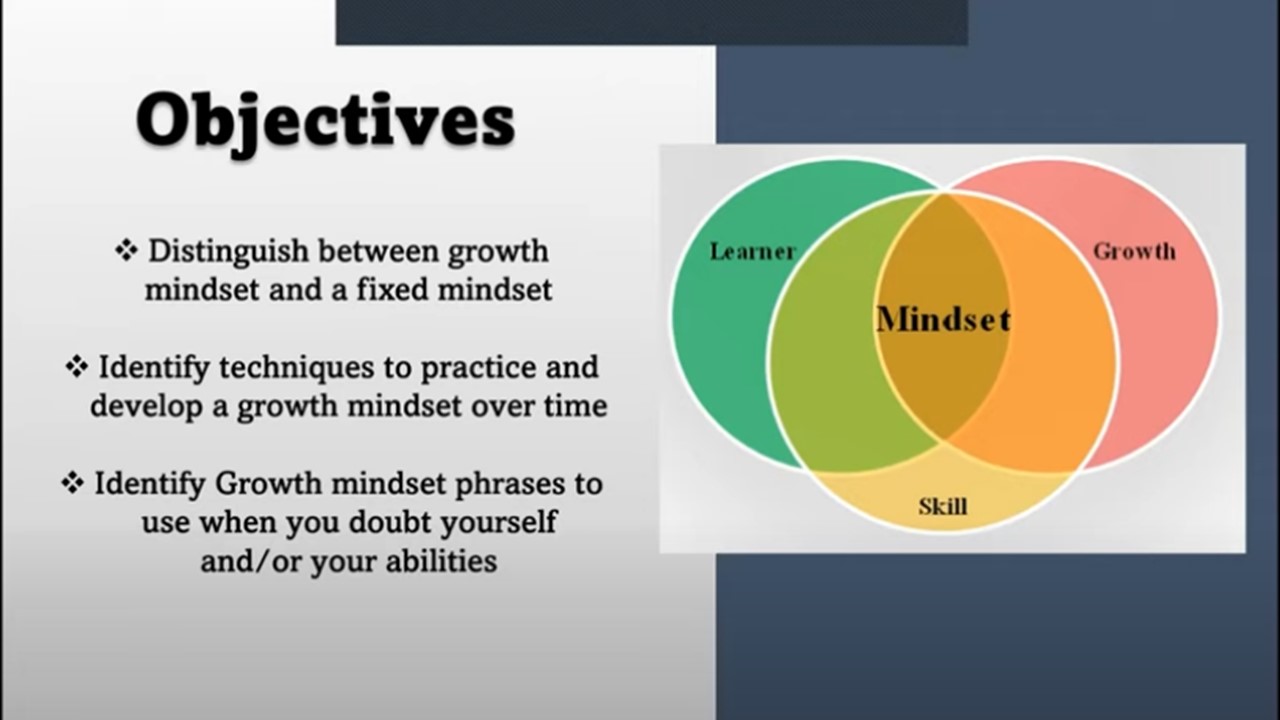 Objectives
❖ Distinguish between growth
mindset and a fixed mindset
❖ Identify techniques to practice and
develop a growth mindset over time
❖ Identify Growth mindset phrases to
use when you doubt yourself
and/or your abilities
Learner
Growth
Mindset
Skill